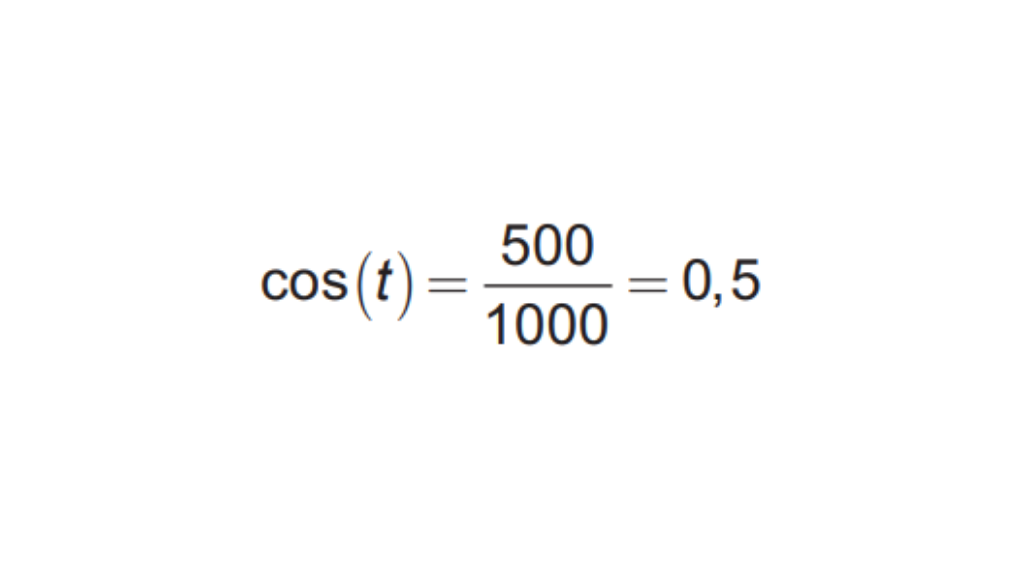 cos(t) = 500/1000 = 0,5